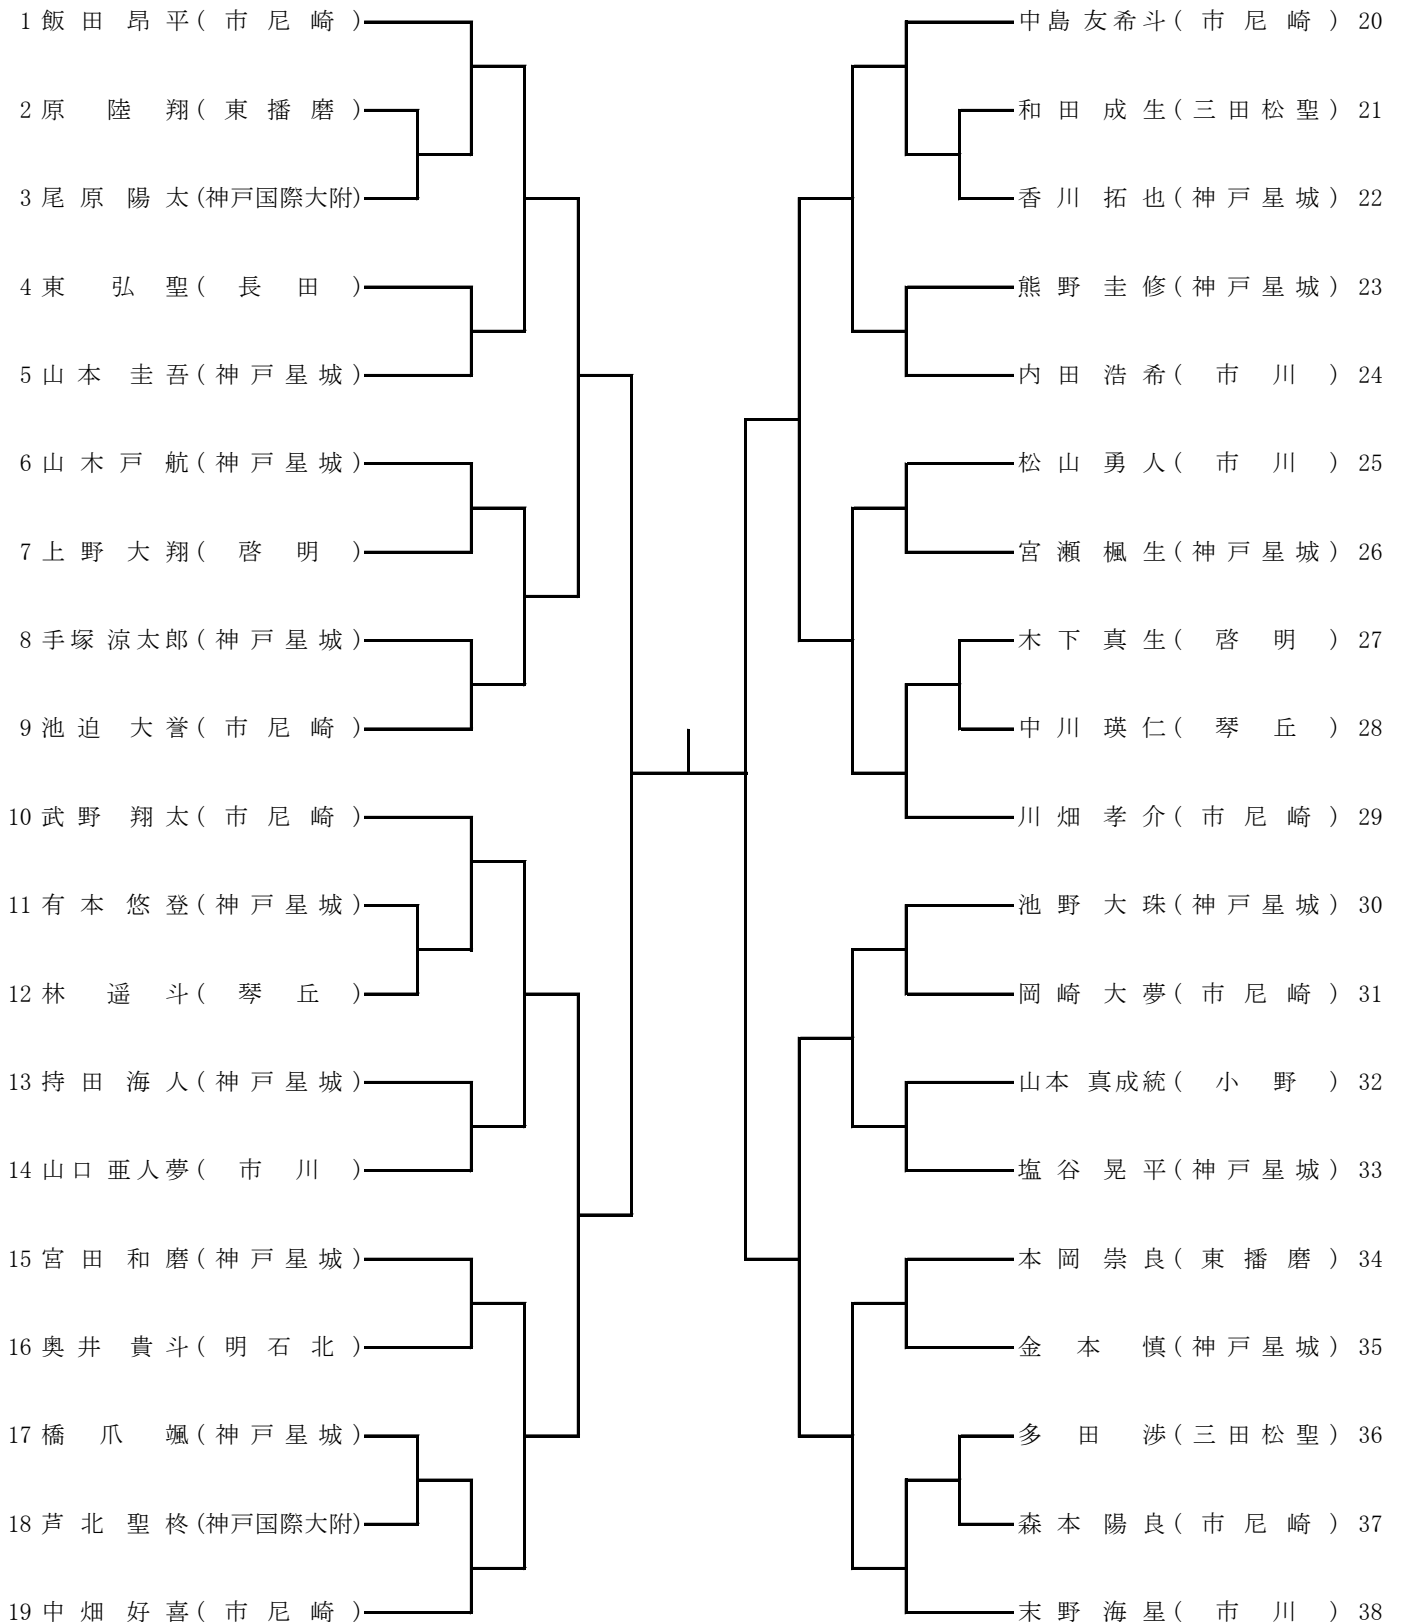 1 飯田 昂平(市尼崎)
2 原 陸翔(東播磨)
3 尾原 陽太(神戸国際大附)
4 東 弘聖(長田)
5 山本 圭吾(神戸星城)
6 山木戸 航(神戸星城)
7 上野 大翔(啓明)
8 手塚 涼太郎(神戸星城)
9 池迫 大誉(市尼崎)
10 武野 翔太(市尼崎)
11 有本 悠登(神戸星城)
12 林 遥斗(琴丘)
13 持田 海人(神戸星城)
14 山口 亜人夢(市川)
15 宮田 和磨(神戸星城)
16 奥井 貴斗(明石北)
17 橋爪 颯(神戸星城)
18 芦北 聖柊(神戸国際大附)
19 中畑 好喜(市尼崎)
中島 友希斗(市尼崎) 20
和田 成生(三田松聖) 21
香川 拓也(神戸星城) 22
熊野 圭修(神戸星城) 23
内田 浩希(市川) 24
松山 勇人(市川) 25
宮瀬 楓生(神戸星城) 26
木下 真生(啓明) 27
中川 瑛仁(琴丘) 28
川畑 孝介(市尼崎) 29
池野 大珠(神戸星城) 30
岡崎 大夢(市尼崎) 31
山本 真成統(小野) 32
塩谷 晃平(神戸星城) 33
本岡 崇良(東播磨) 34
金本 慎(神戸星城) 35
多田 渉(三田松聖) 36
森本 陽良(市尼崎) 37
末野 海星(市川) 38